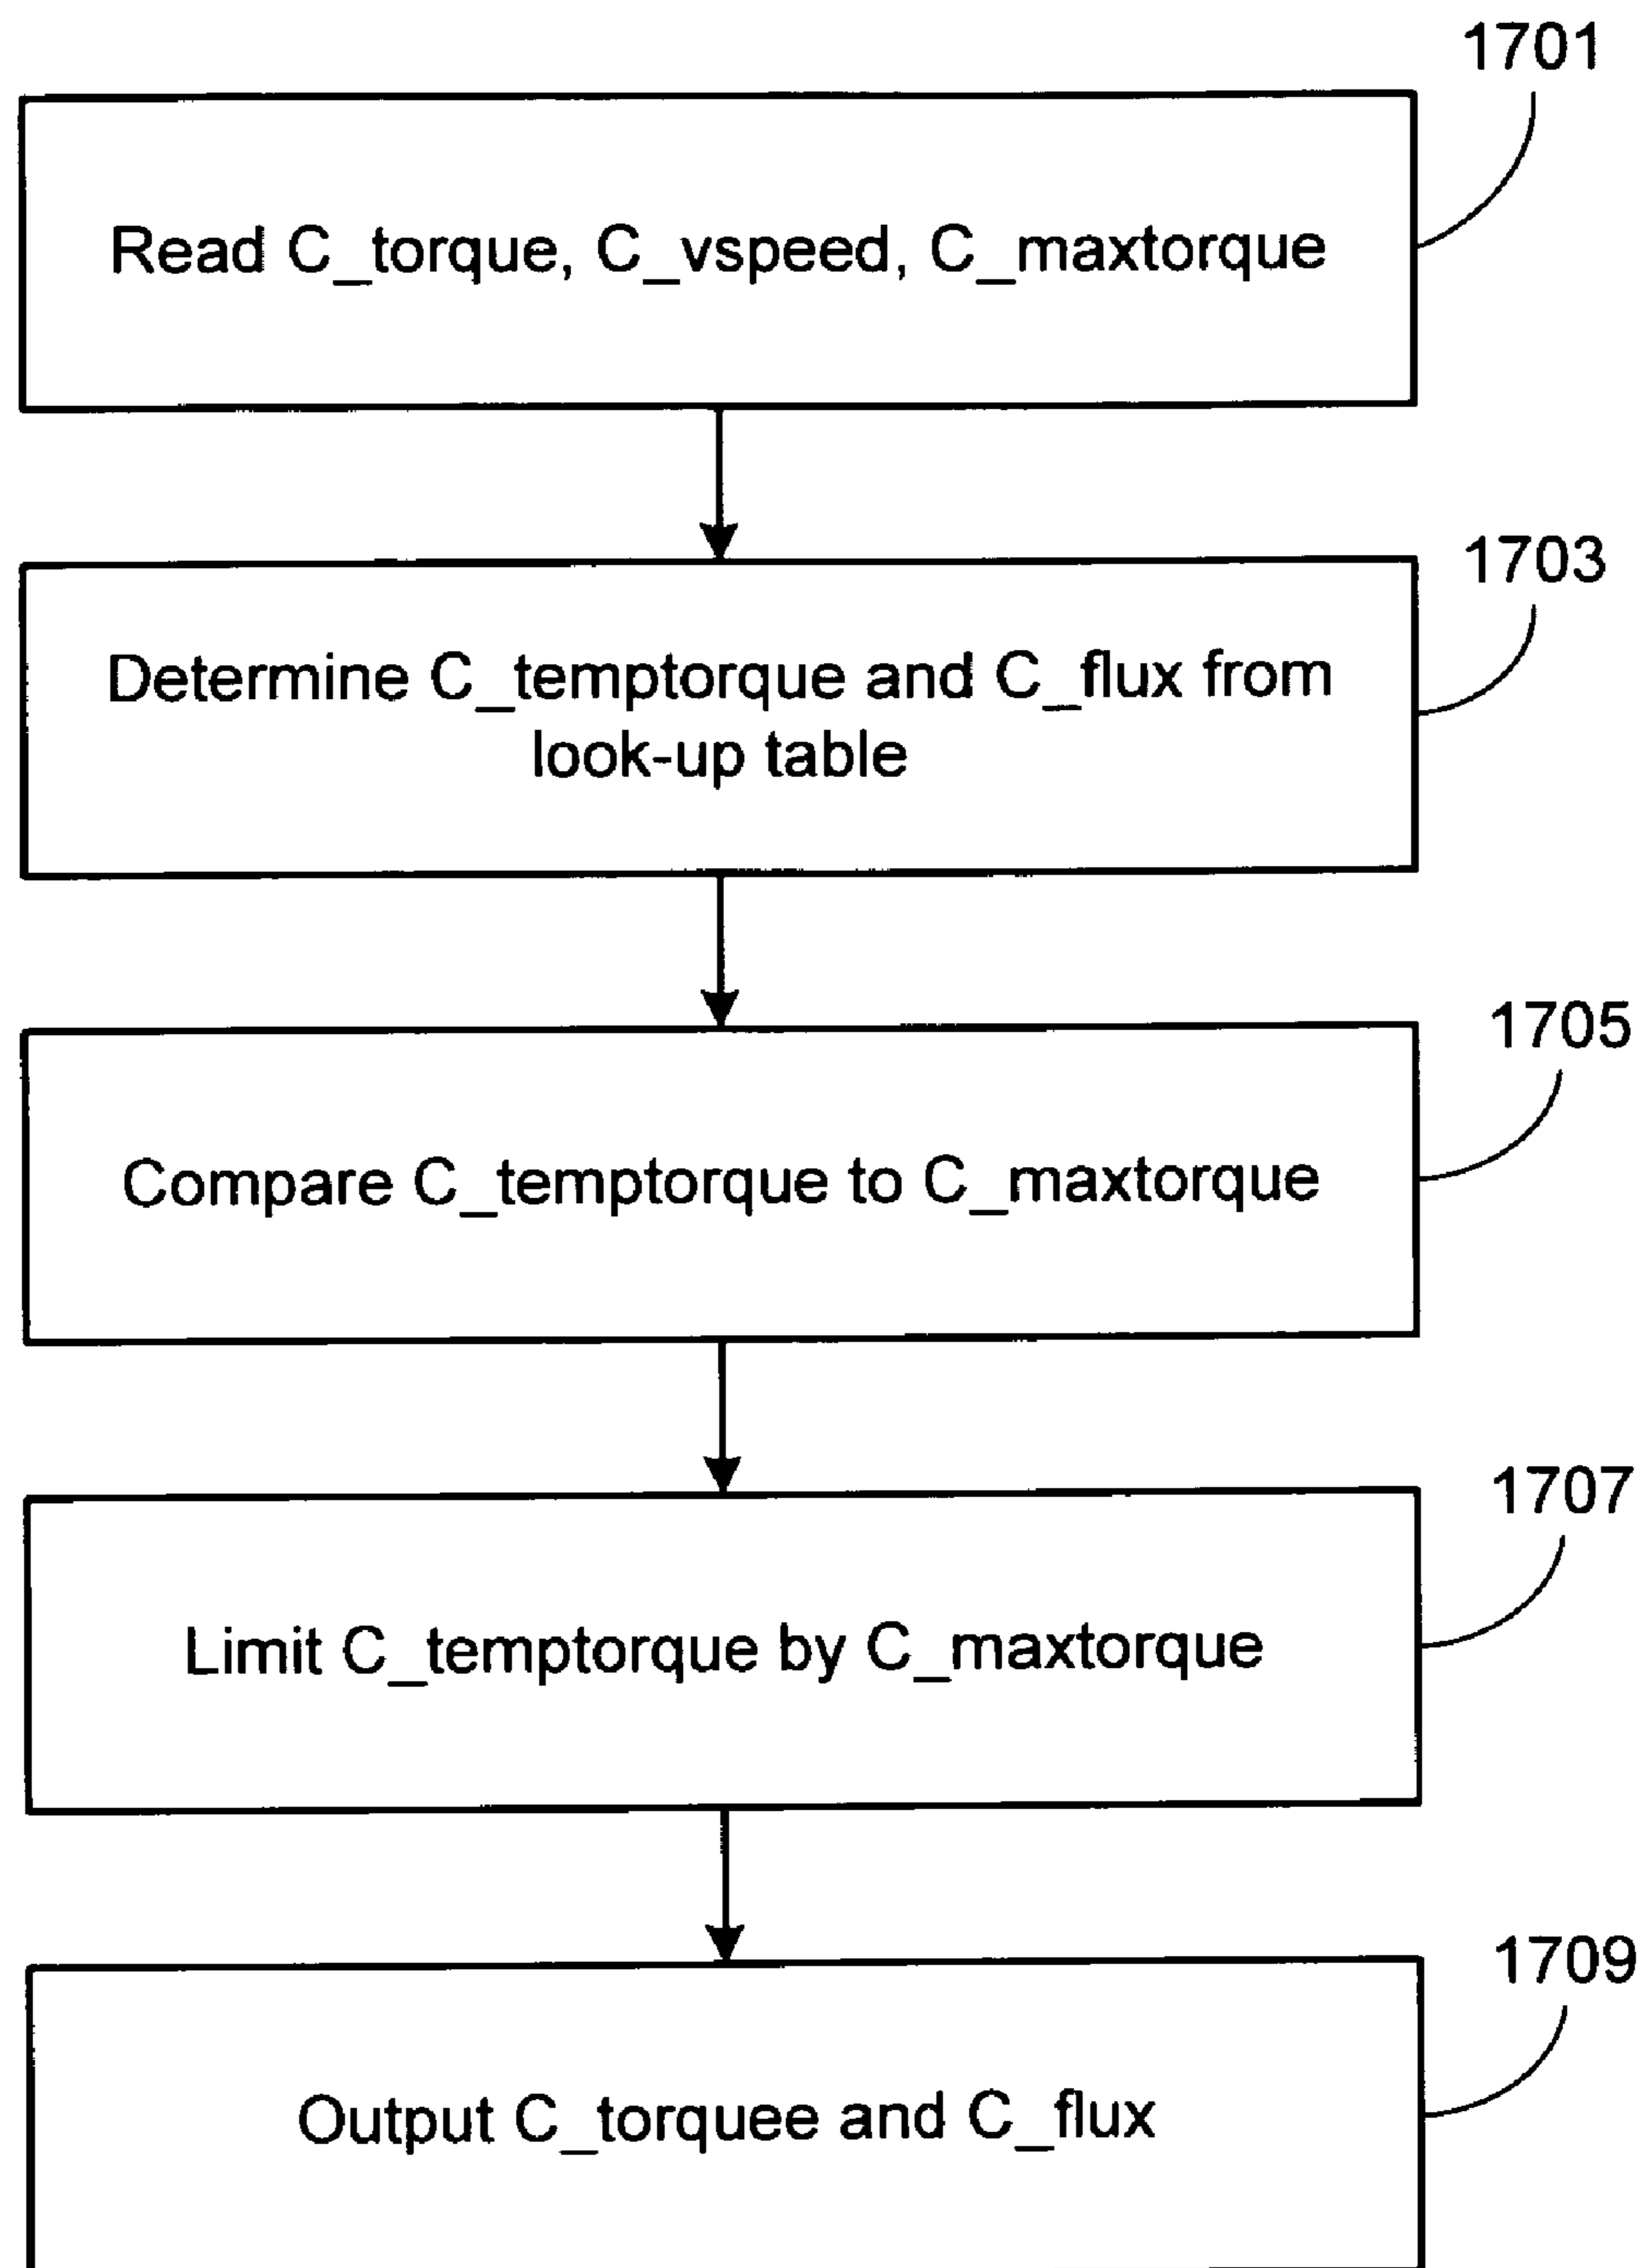 1701
Read C_torque, C_vspeed, C_maxtorque
1703
Determine C_temptorque and C_flux from
look-up table
1705
Compare C_temptorque to C_maxtorque
1707
Limit C_temptorque by C_maxtorque
1709
Output C_torquee and C_flux